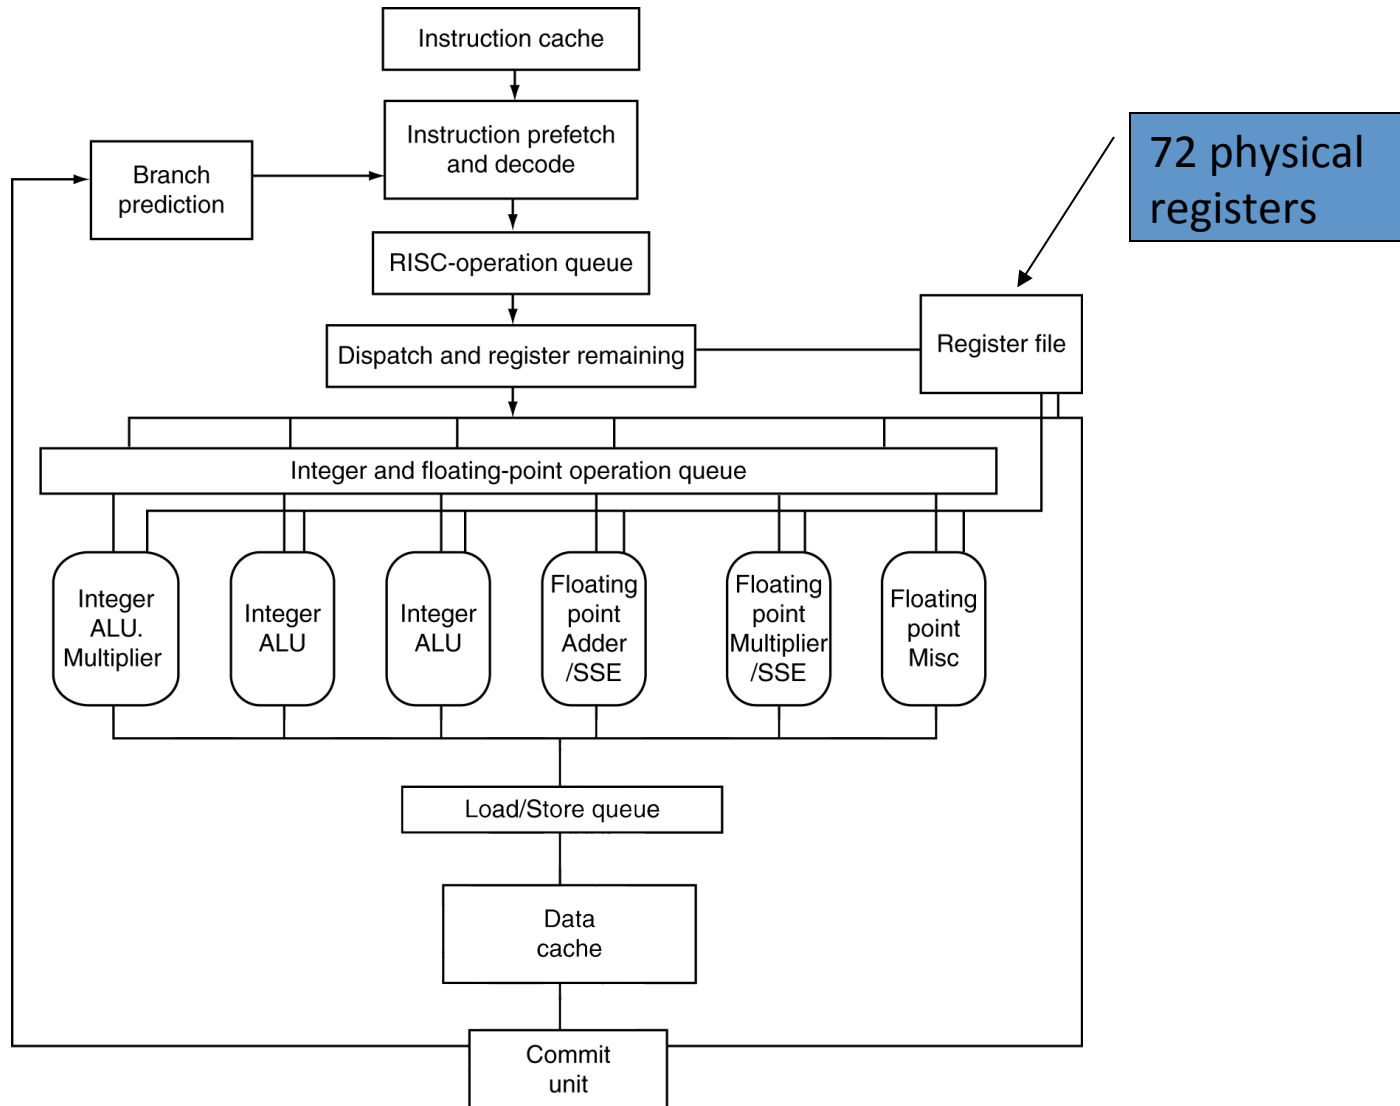 Instruction cache
Instruction prefetch
and decode
Branch
prediction
72 physical
registers
RISC-operation queue
Dispatch and register remaining
Register file
Integer and floating-point operation queue
Integer
ALU.
Multiplier
Integer
ALU
Integer
ALU
Floating
point
Adder
/SSE
Floating
point
Multiplier
/SSE
Floating
point
Misc
Load/Store queue
Data
cache
Commit
unit